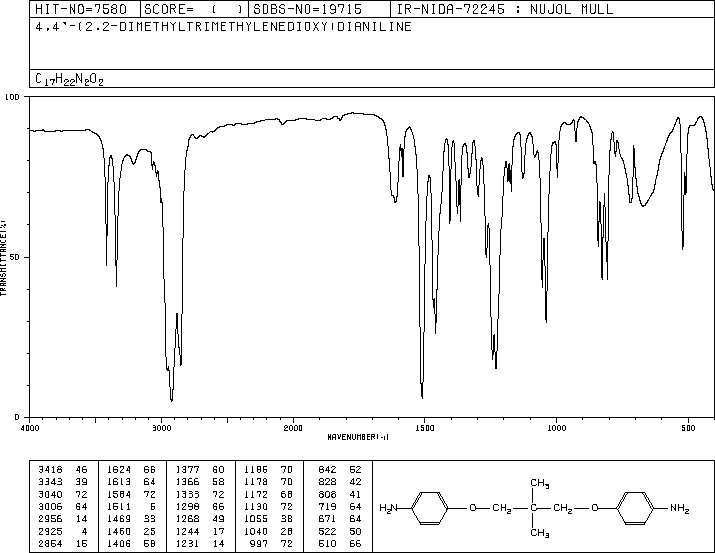 HIT-NO=7580 SCORE= ( ) SDBS-NO=19715 IR-NIDA-72245 : NUJOL MULL
4,4'-(2,2-DIMETHYLTRIMETHYLENEDIOXY)DIANILINE
C17H22N2O2
100
50
0
TRANSMITTANCE(%)
4000 3000 2000 1500 1000 500
WAVENUMBER(-1)
3418 46 1624 66 1377 60 1186 70 842 52
3343 39 1613 64 1366 58 1178 70 828 42
3040 72 1584 72 1333 72 1172 68 808 41
3006 64 1511 5 1298 66 1130 72 719 64
2956 14 1469 33 1268 49 1055 38 671 64
2925 4 1460 25 1244 17 1040 28 522 50
2854 15 1406 58 1231 14 997 72 510 66
CH3
H2N O CH2 C CH2 O NH2
CH3